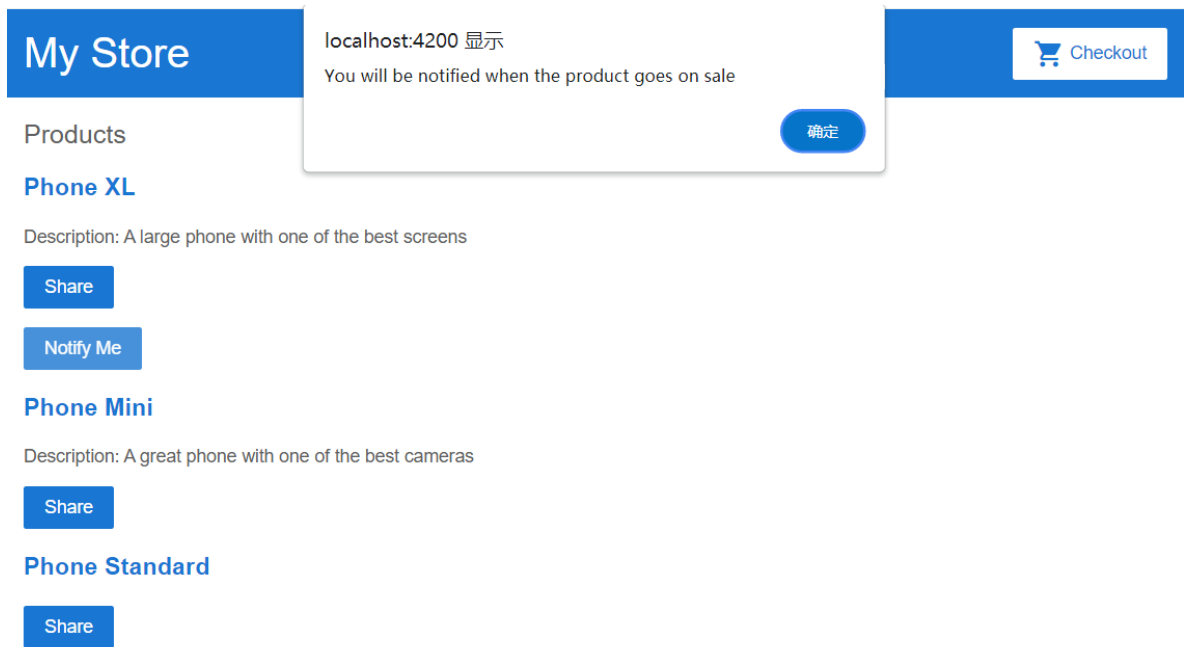 My Store
localhost:4200 显示
You will be notified when the product goes on sale
确定
Checkout
Products
Phone XL
Description: A large phone with one of the best screens
Share
Notify Me
Phone Mini
Description: A great phone with one of the best cameras
Share
Phone Standard
Share